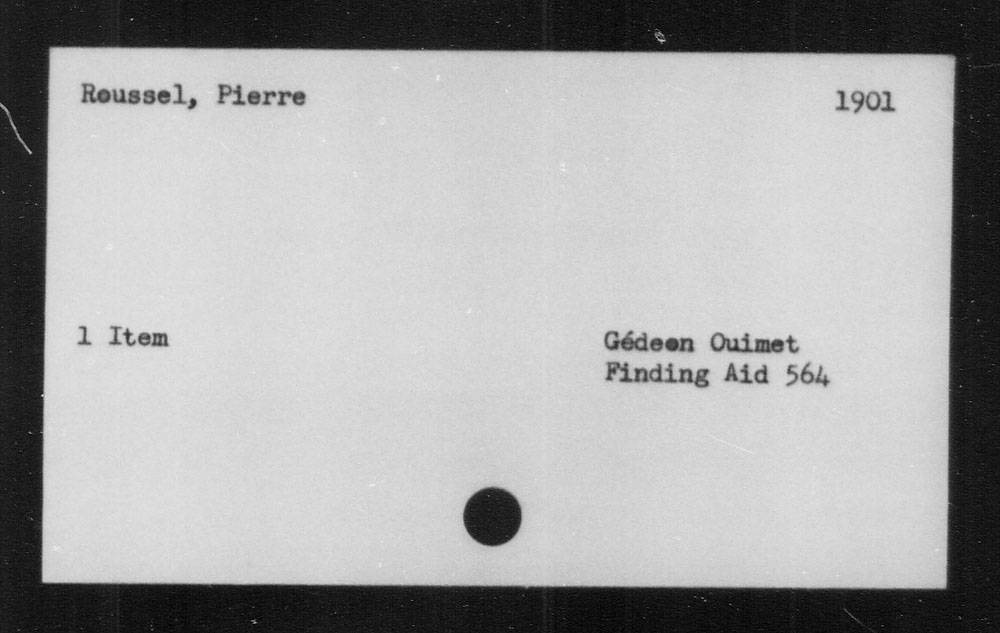 Roussel, Pierre 1901
1 Item
Gédeon Ouimet
Finding Aid 564